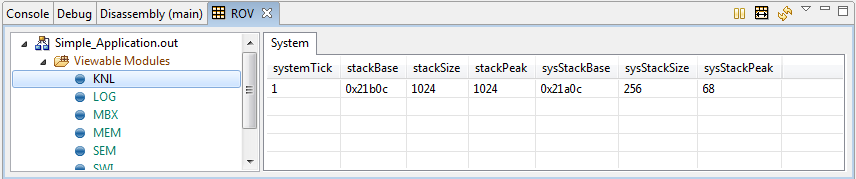 Console Debug Disassembly (main) ROV
Simple_Application.out
Viewable Modules
KNL
LOG
MBX
MEM
SEM
SWI
System
systemTick stackBase stackSize stackPeak sysStackBase sysStackSize sysStackPeak
1 0x21b0c 1024 1024 0x21a0c 256 68